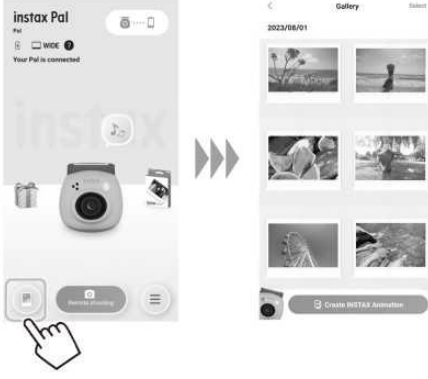 instax Pal
Pal
WIDE ?
Your Pal is connected
instax
Remote shooting
Gallery
Select
2023/08/01
Create INSTAX Animation